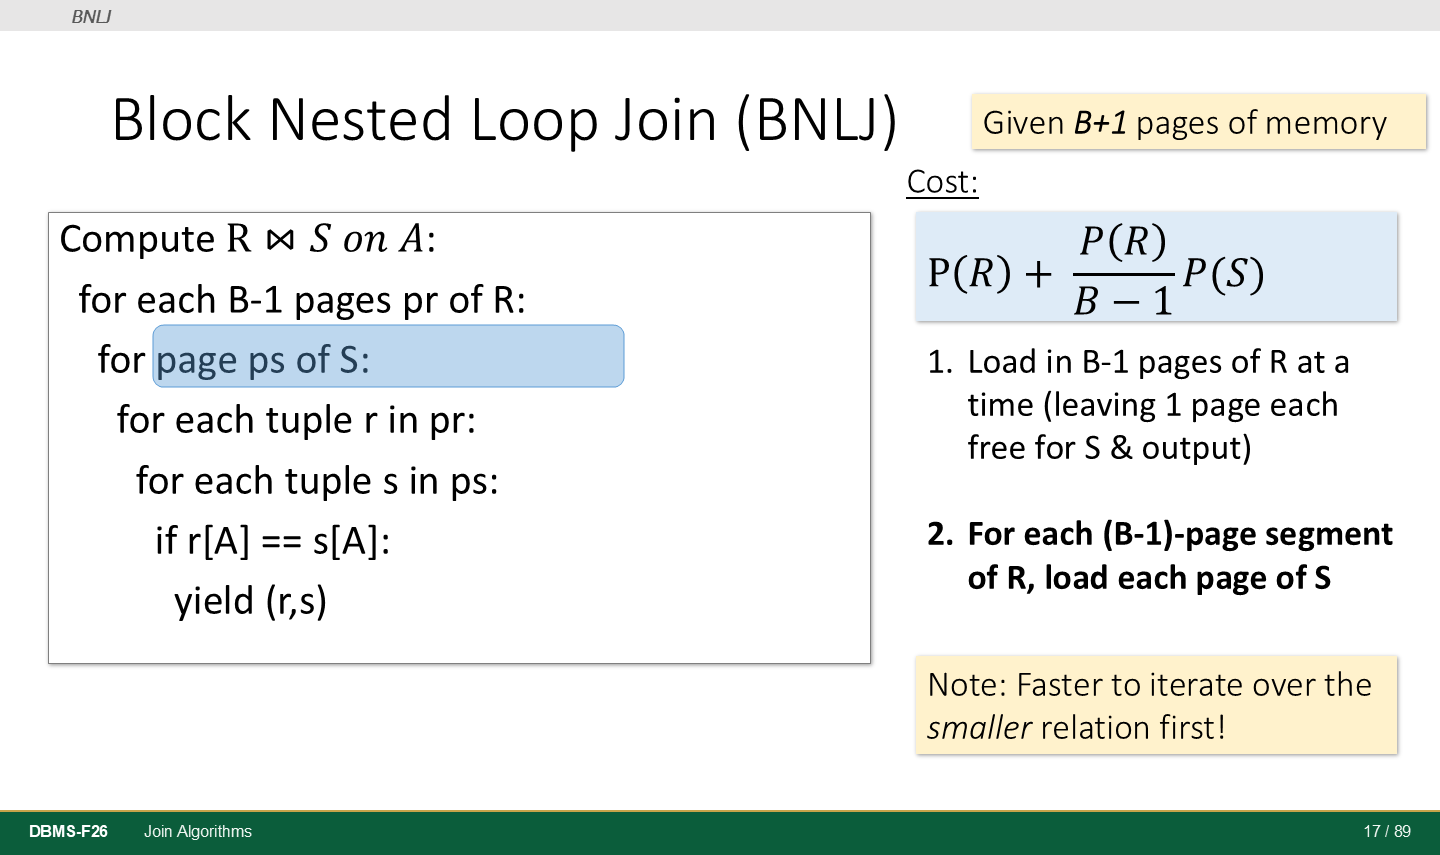 BNLJ
Block Nested Loop Join (BNLJ)
Given B+1 pages of memory
Compute R ⋈ S on A:
for each B-1 pages pr of R:
for page ps of S:
for each tuple r in pr:
for each tuple s in ps:
if r[A] == s[A]:
yield (r,s)
Cost:
P(R) + P(R)/(B − 1) P(S)
1. Load in B-1 pages of R at a
time (leaving 1 page each
free for S & output)
2. For each (B-1)-page segment
of R, load each page of S
Note: Faster to iterate over the
smaller relation first!
DBMS-F26 Join Algorithms 17 / 89